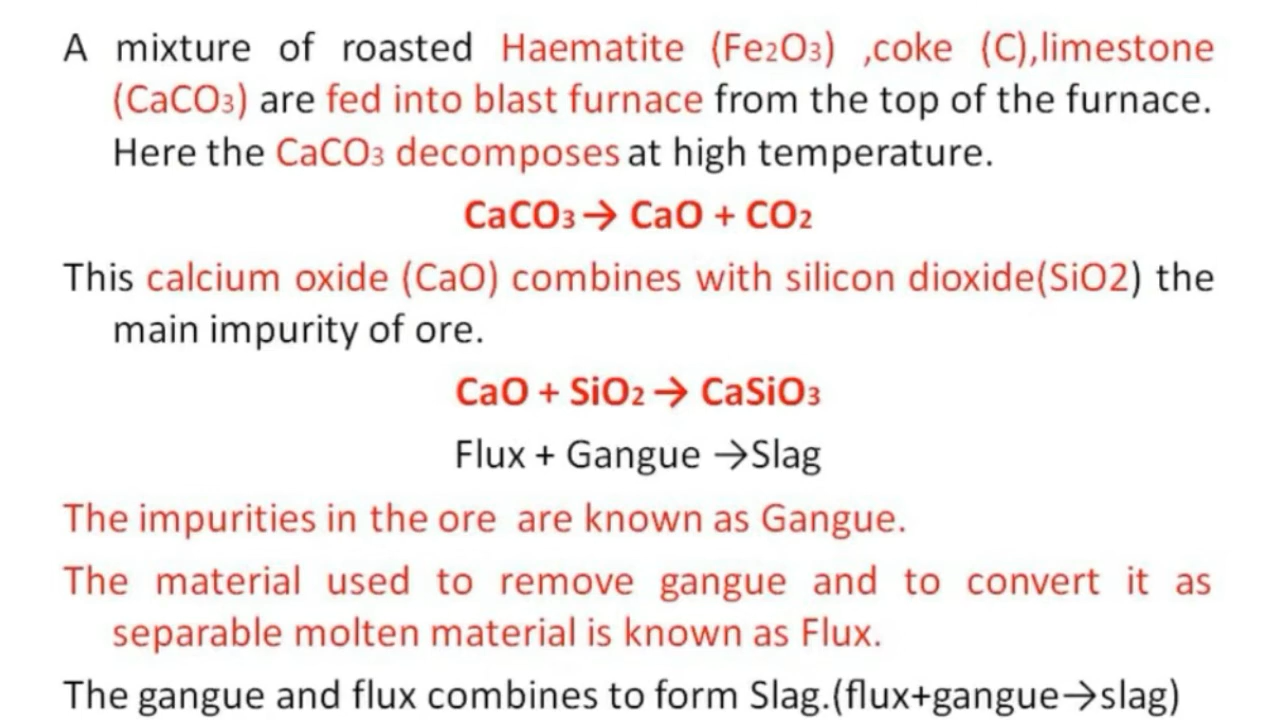 A mixture of roasted Haematite (Fe2O3) ,coke (C),limestone
(CaCO3) are fed into blast furnace from the top of the furnace.
Here the CaCO3 decomposes at high temperature.
CaCO3→ CaO + CO2
This calcium oxide (CaO) combines with silicon dioxide(SiO2) the
main impurity of ore.
CaO + SiO2→ CaSiO3
Flux + Gangue →Slag
The impurities in the ore are known as Gangue.
The material used to remove gangue and to convert it as
separable molten material is known as Flux.
The gangue and flux combines to form Slag.(flux+gangue→slag)